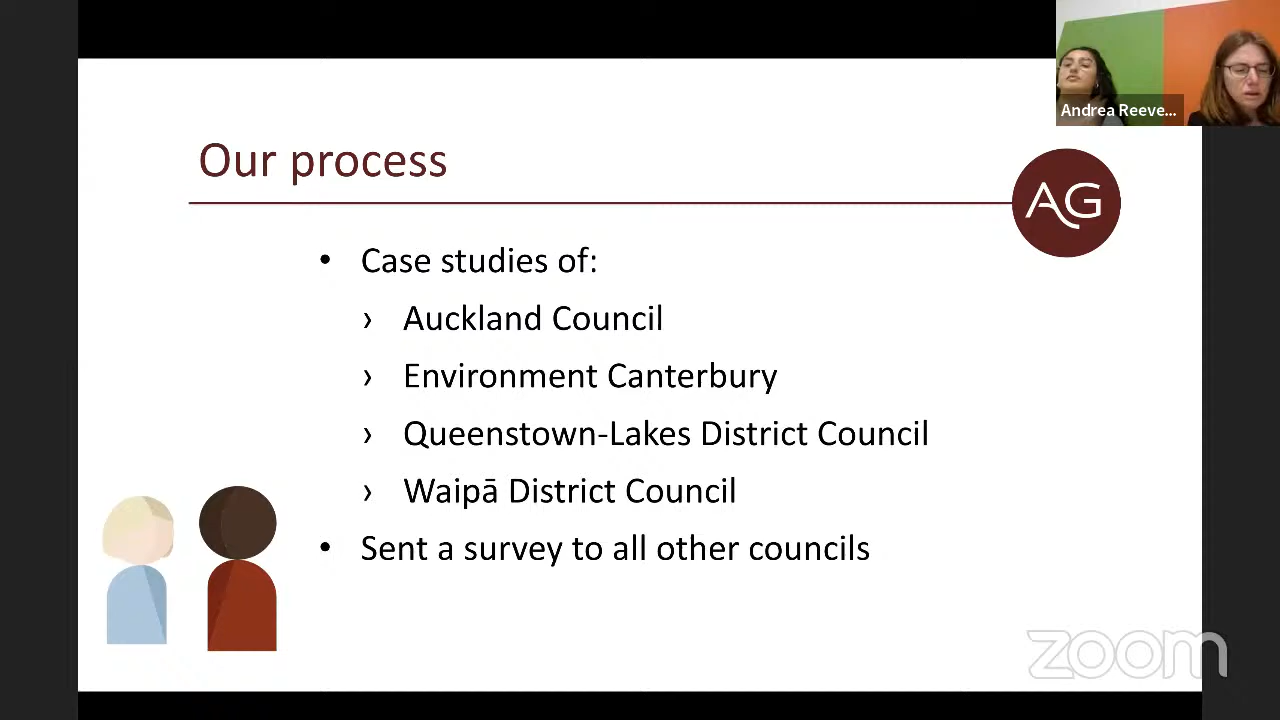 Andrea Reeve...
Our process
AG
• Case studies of:
› Auckland Council
› Environment Canterbury
› Queenstown-Lakes District Council
› Waipā District Council
• Sent a survey to all other councils
zoom